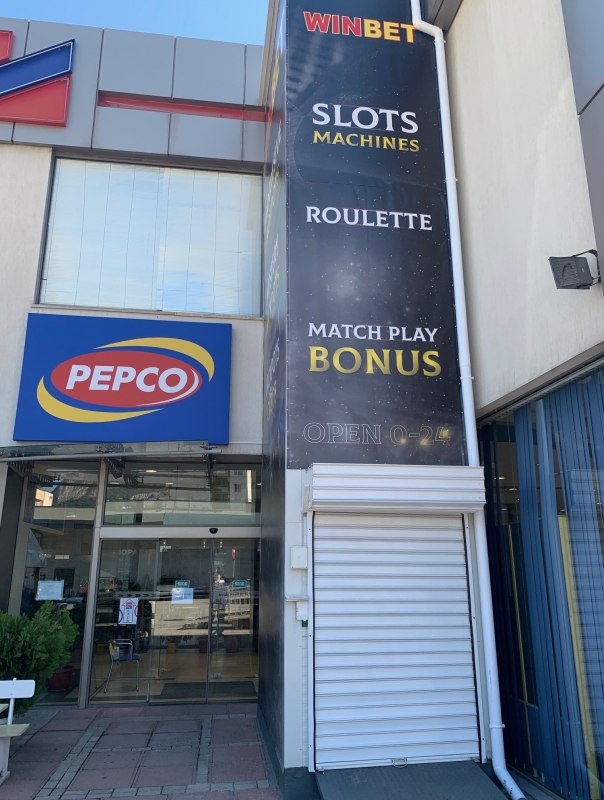 WINBET
SLOTS
MACHINES
ROULETTE
MATCH PLAY
BONUS
OPEN 0-24
PEPCO